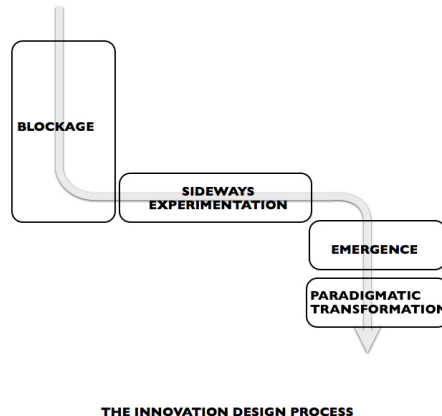 BLOCKAGE
SIDEWAYS
EXPERIMENTATION
EMERGENCE
PARADIGMATIC
TRANSFORMATION
THE INNOVATION DESIGN PROCESS